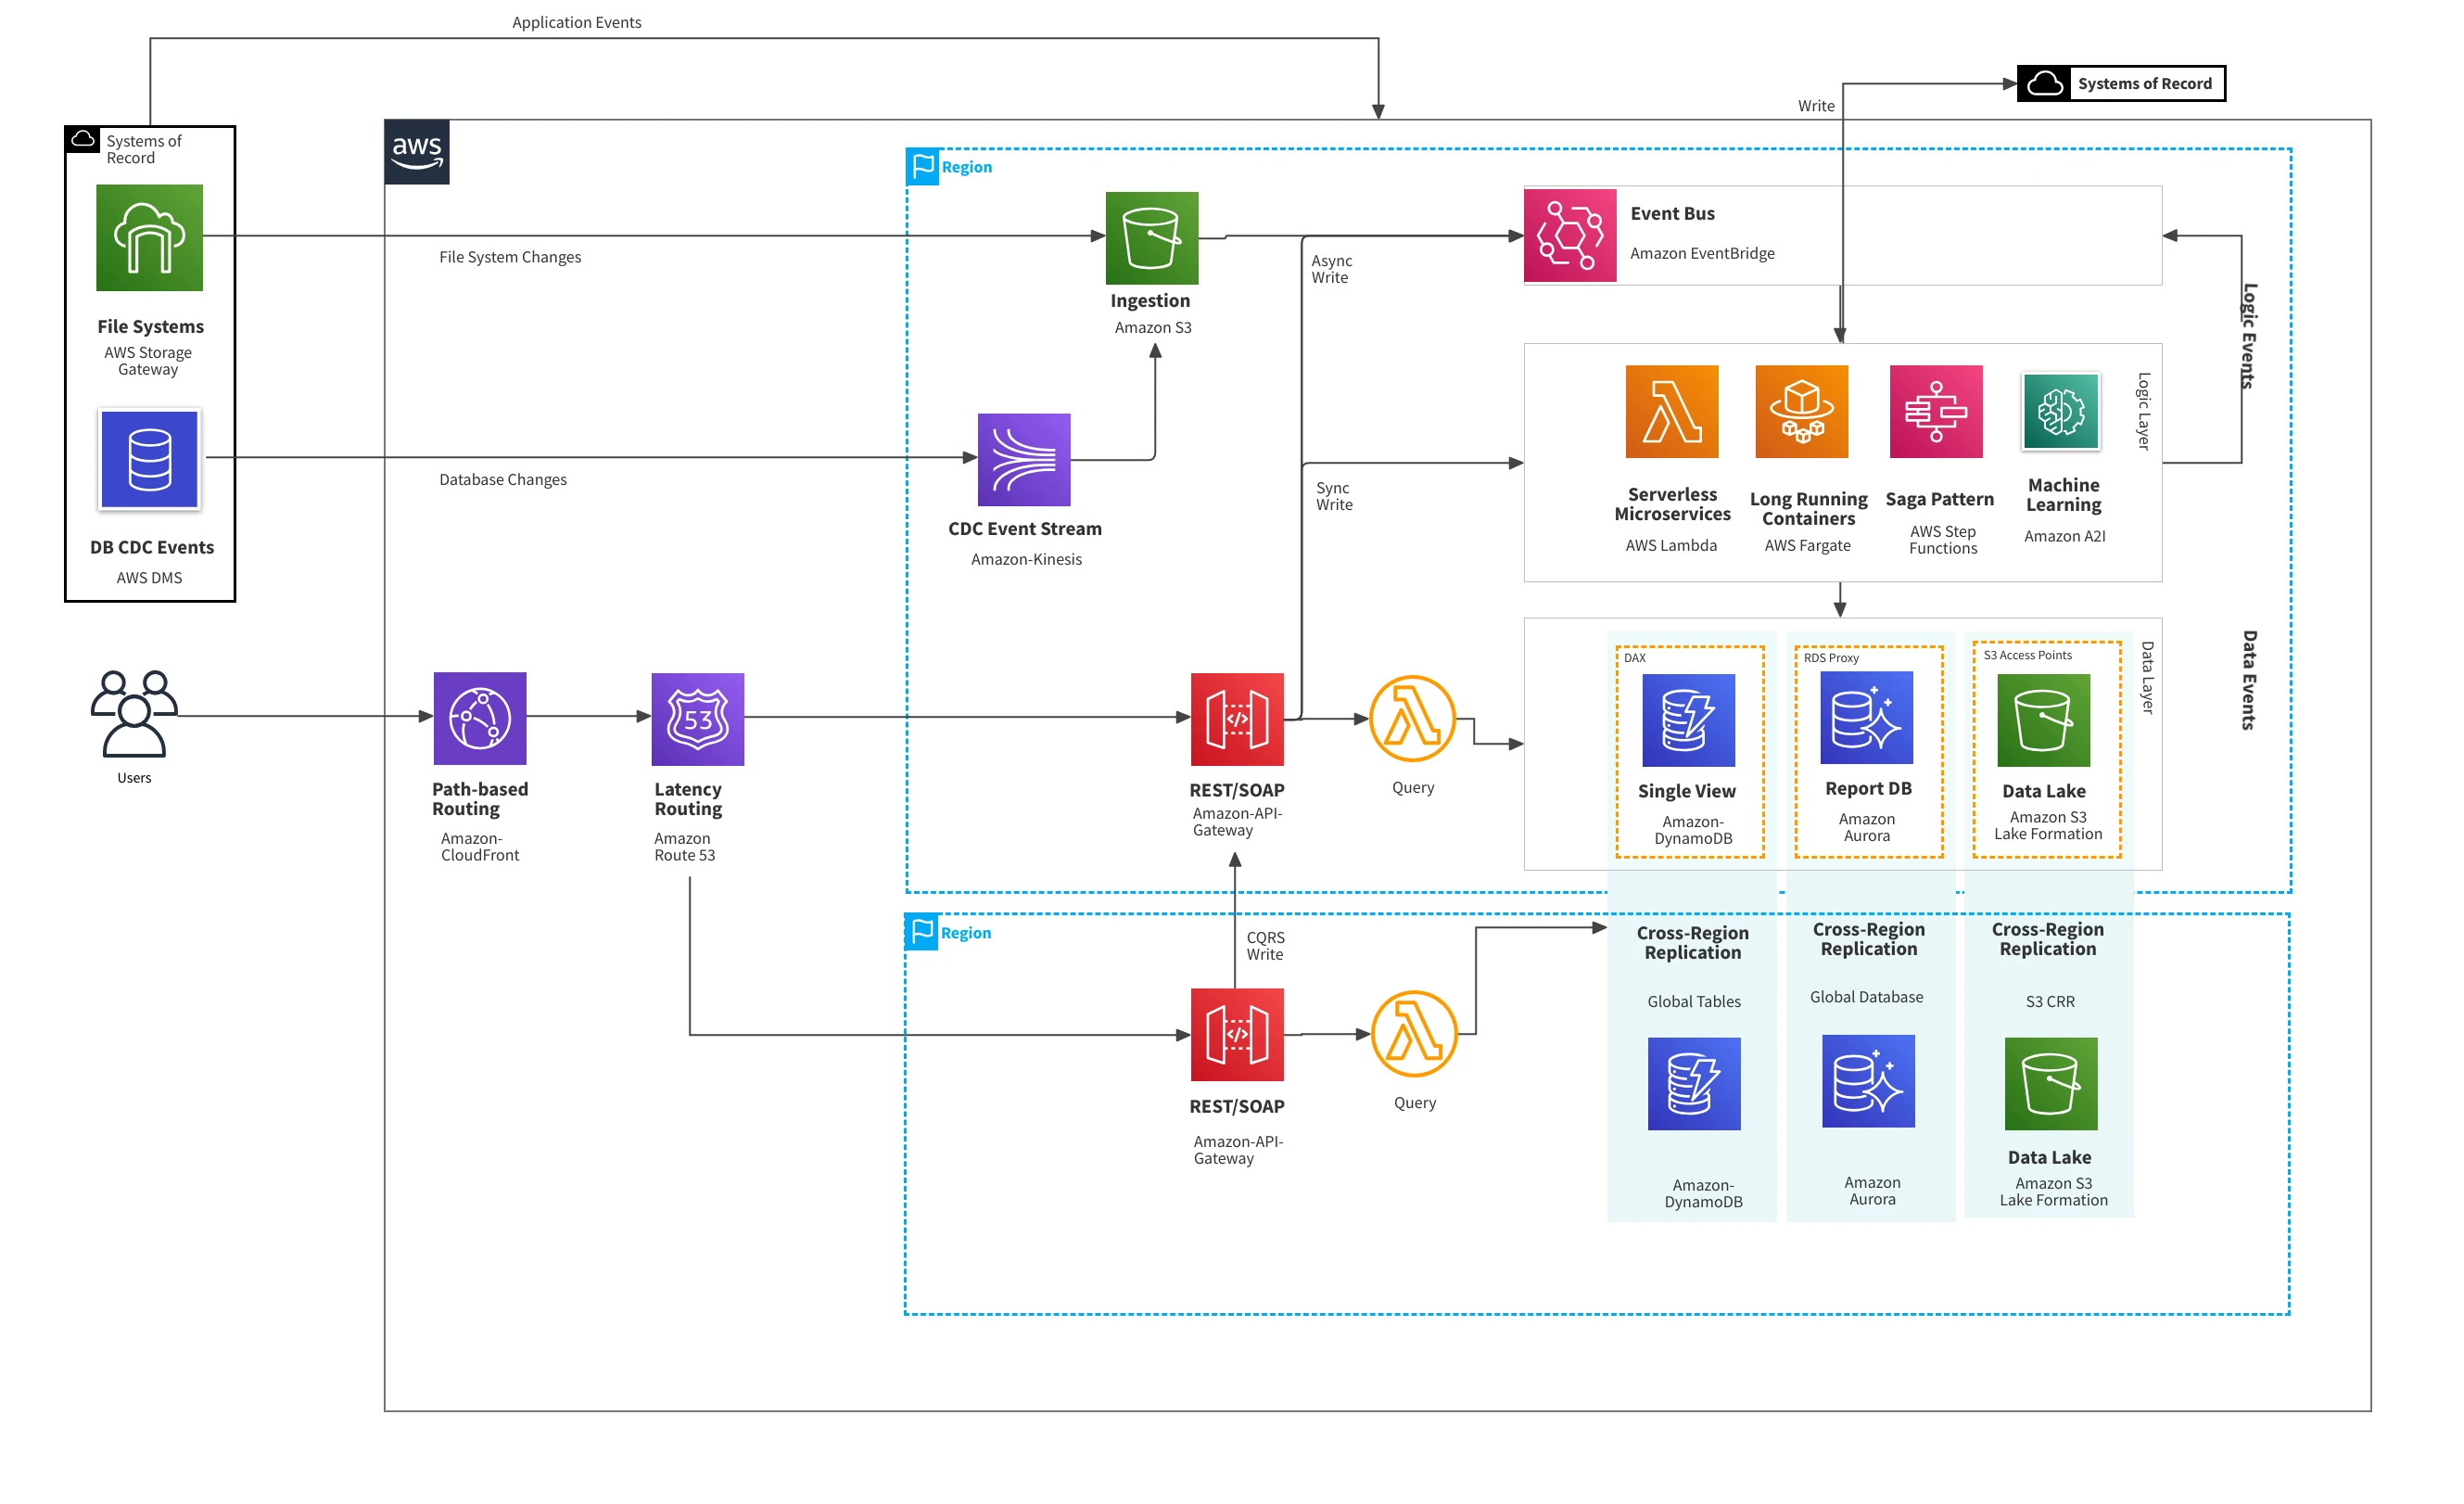 Application Events
Systems of Record
Write
Systems of
Record
aws
Region
File Systems
AWS Storage
Gateway
File System Changes
Ingestion
Amazon S3
Async
Write
Event Bus
Amazon EventBridge
Logic Events
DB CDC Events
AWS DMS
Database Changes
CDC Event Stream
Amazon-Kinesis
Sync
Write
Serverless
Microservices
AWS Lambda
Long Running
Containers
AWS Fargate
Saga Pattern
AWS Step
Functions
Machine
Learning
Amazon A2I
Logic Layer
Users
Path-based
Routing
Amazon-
CloudFront
53
Latency
Routing
Amazon
Route 53
</>
REST/SOAP
Amazon-API-
Gateway
Query
DAX
Single View
Amazon-
DynamoDB
RDS Proxy
Report DB
Amazon
Aurora
S3 Access Points
Data Lake
Amazon S3
Lake Formation
Data Layer
Data Events
Region
CQRS
Write
</>
REST/SOAP
Amazon-API-
Gateway
Query
Cross-Region
Replication
Global Tables
Amazon-
DynamoDB
Cross-Region
Replication
Global Database
Amazon
Aurora
Cross-Region
Replication
S3 CRR
Data Lake
Amazon S3
Lake Formation